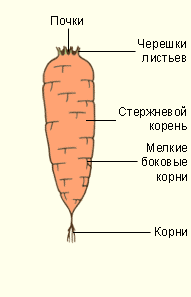 Почки
Черешки
листьев
Стержневой
корень
Мелкие
боковые
корни
Корни